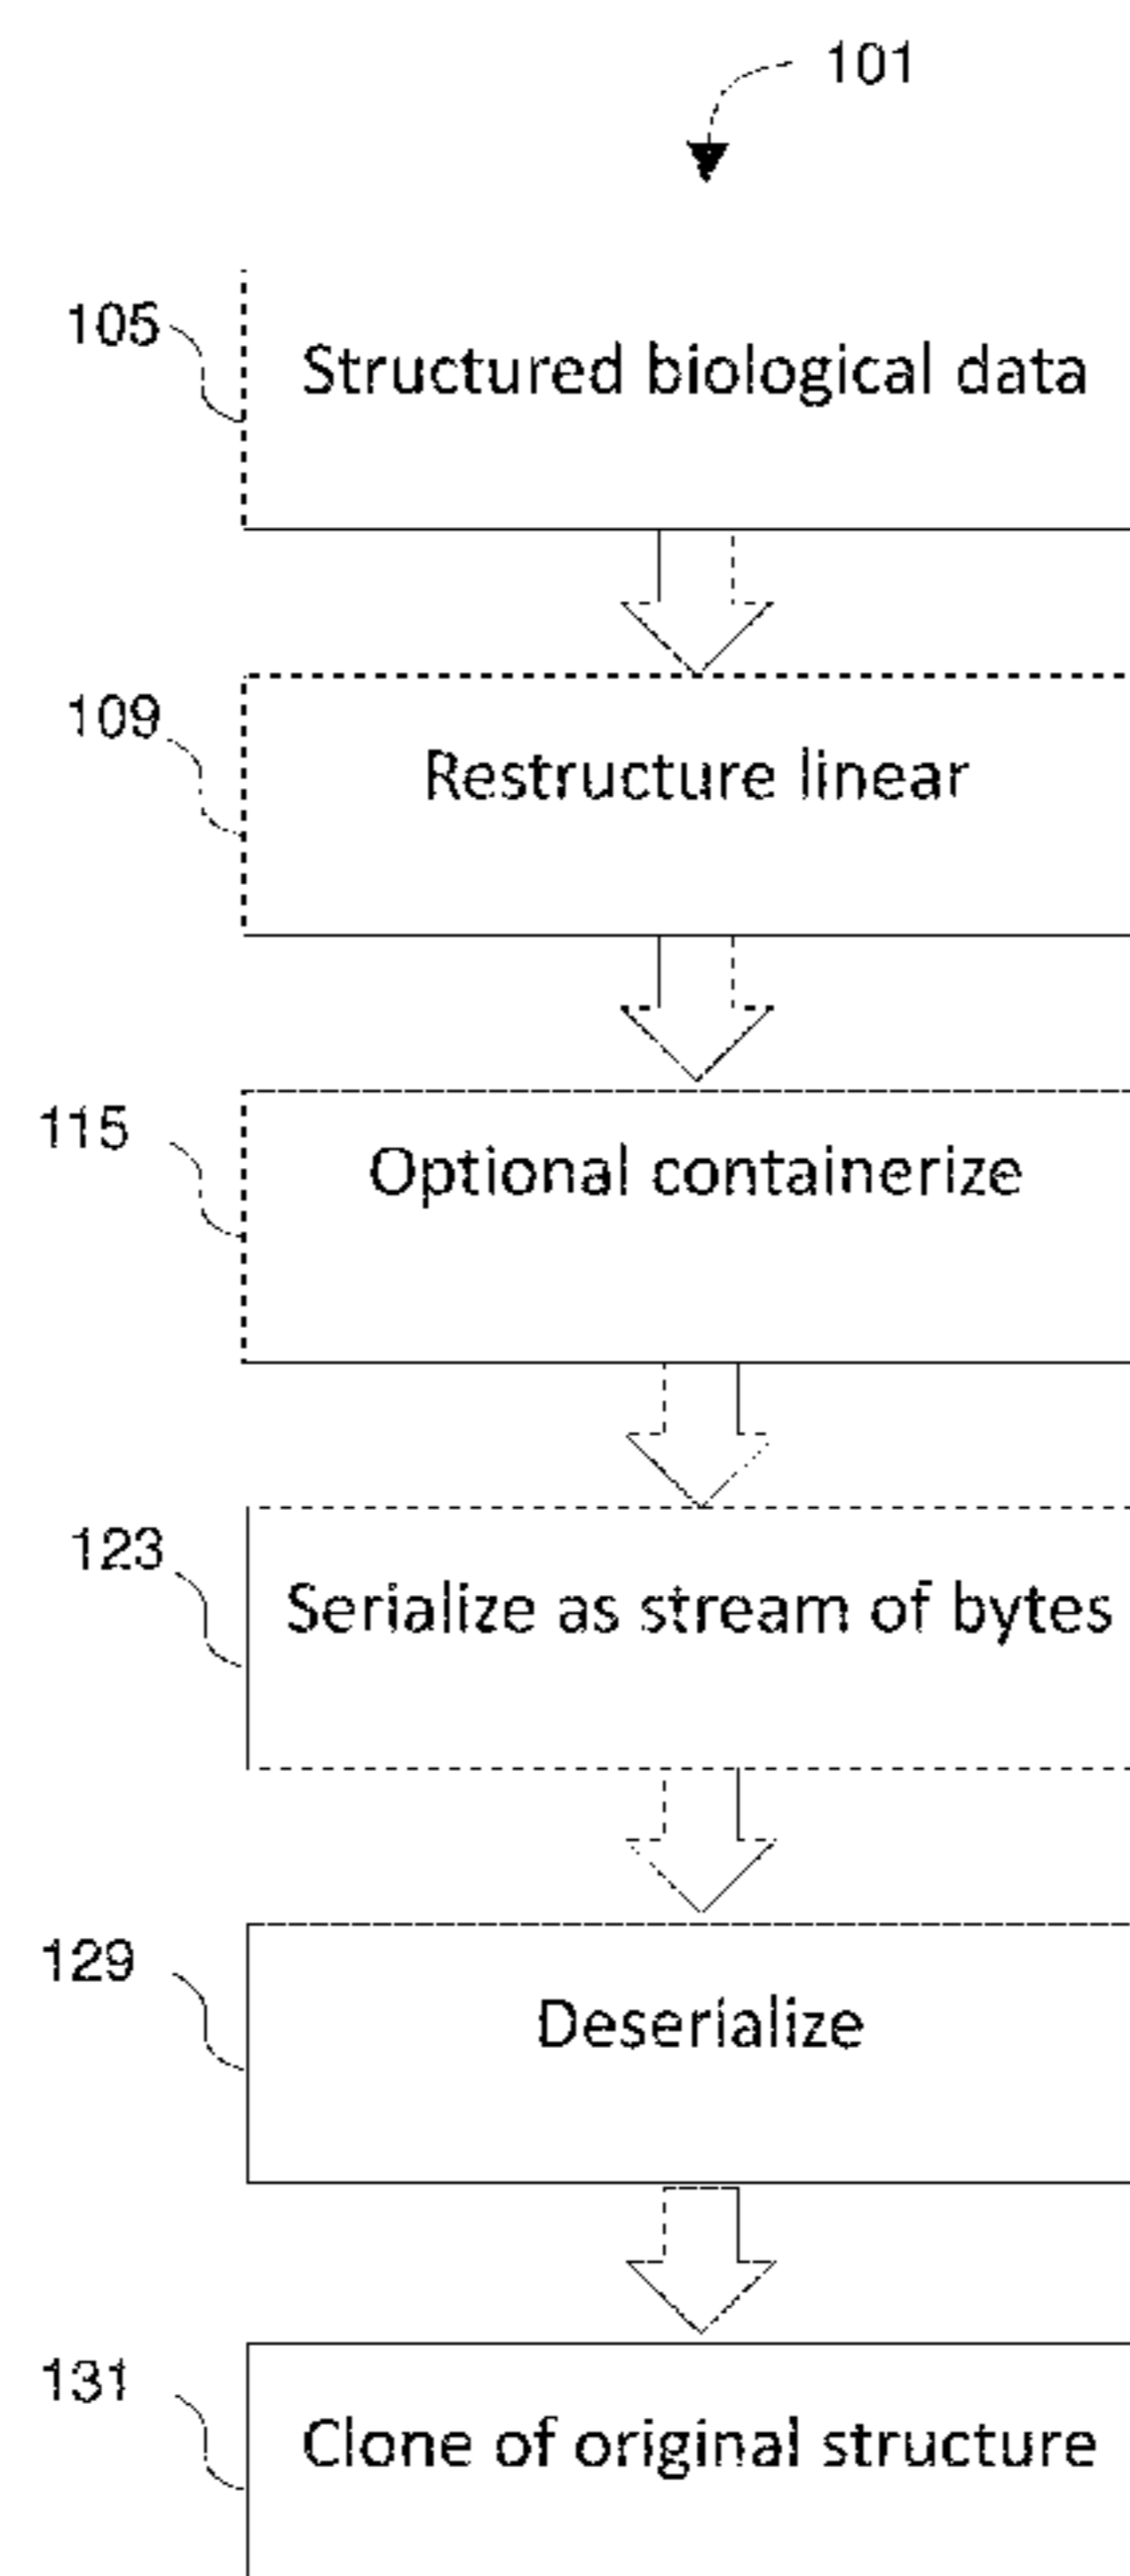 101
105
Structured biological data
109
Restructure linear
115
Optional containerize
123
Serialize as stream of bytes
129
Deserialize
131
Clone of original structure